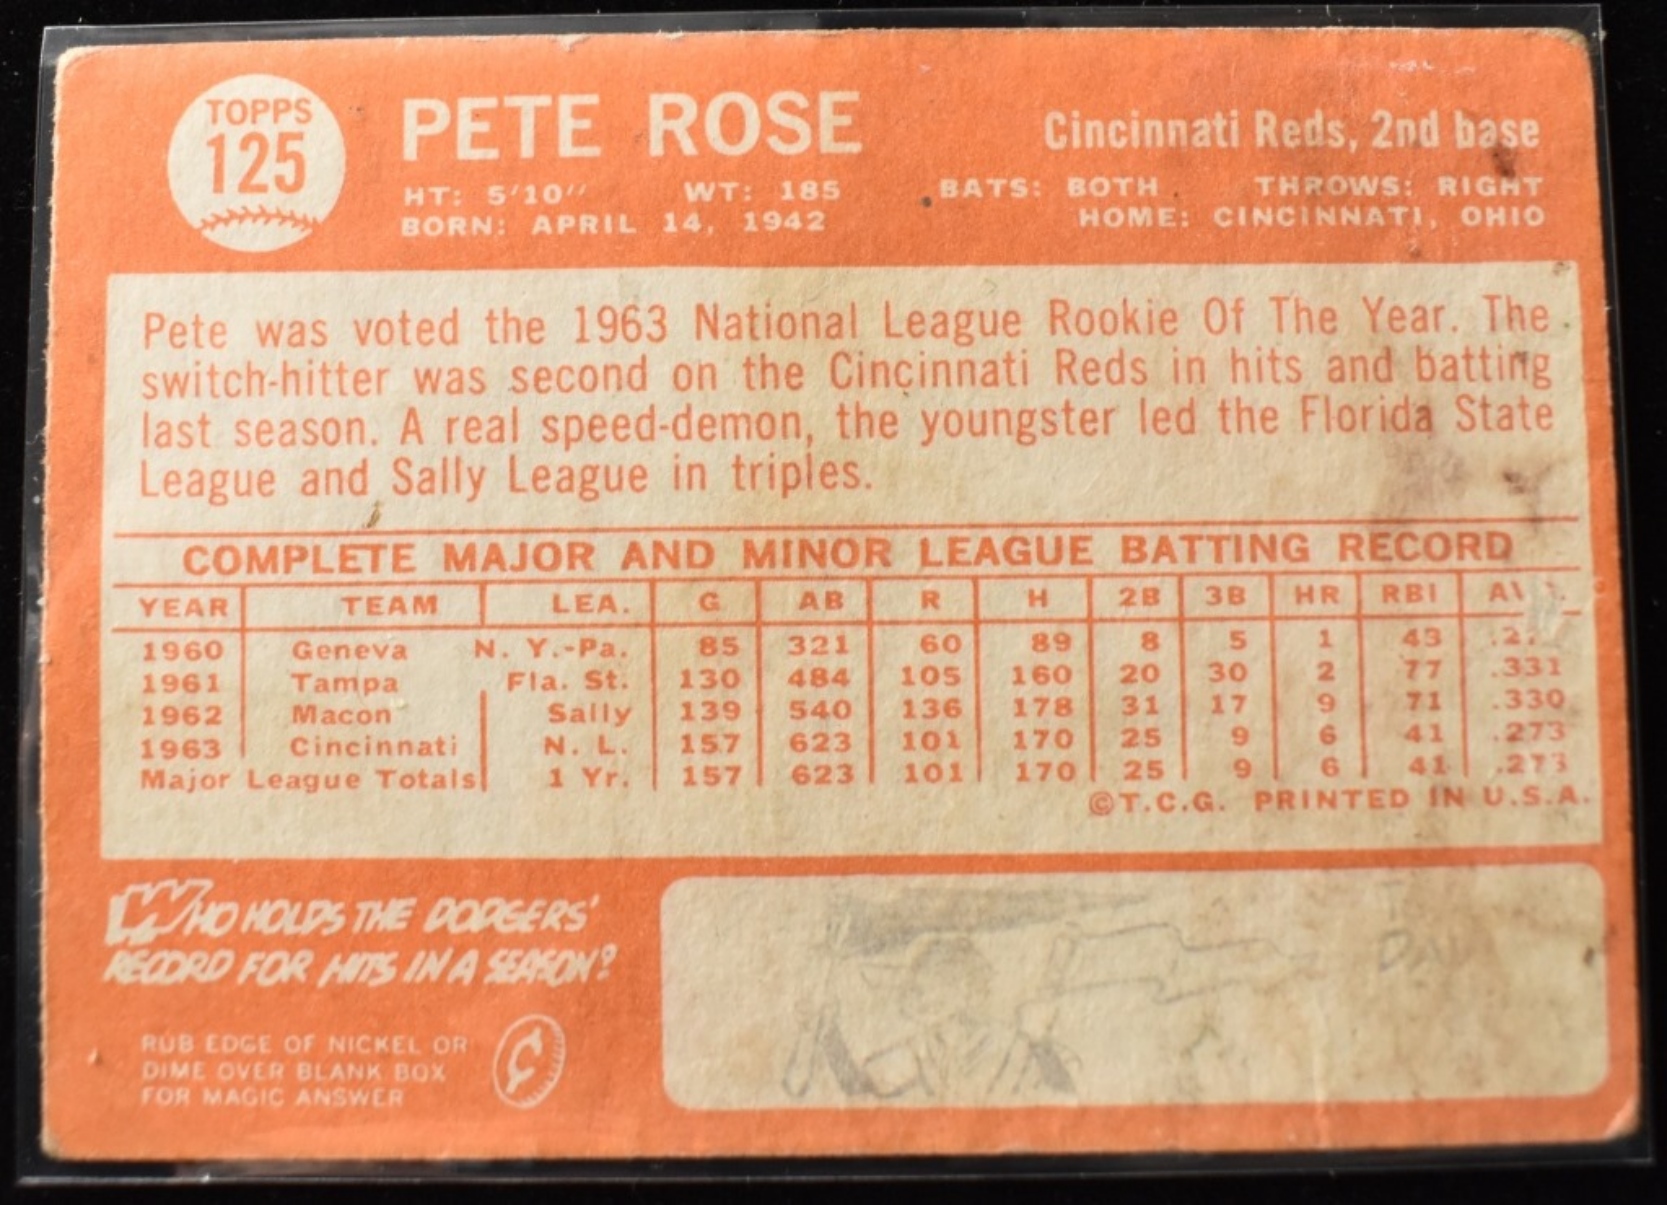 TOPPS
125
PETE ROSE
Cincinnati Reds, 2nd base
HT: 5'10" WT: 185 BATS: BOTH THROWS: RIGHT
BORN: APRIL 14, 1942 HOME: CINCINNATI, OHIO
Pete was voted the 1963 National League Rookie Of The Year. The
switch-hitter was second on the Cincinnati Reds in hits and batting
last season. A real speed-demon, the youngster led the Florida State
League and Sally League in triples.
COMPLETE MAJOR AND MINOR LEAGUE BATTING RECORD
YEAR TEAM LEA. G AB R H 2B 3B HR RBI
1960 Geneva N. Y.-Pa. 85 321 60 89 8 5 1 43
1961 Tampa Fla. St. 130 484 105 160 20 30 2 77 .331
1962 Macon Sally 139 540 136 178 31 17 9 71 .330
1963 Cincinnati N. L. 157 623 101 170 25 9 6 41 .273
Major League Totals 1 Yr. 157 623 101 170 25 9 6 41 .273
©T.C.G. PRINTED IN U.S.A.
WHO HOLDS THE DODGERS'
RECORD FOR HITS IN A SEASON?
RUB EDGE OF NICKEL OR
DIME OVER BLANK BOX
FOR MAGIC ANSWER
¢